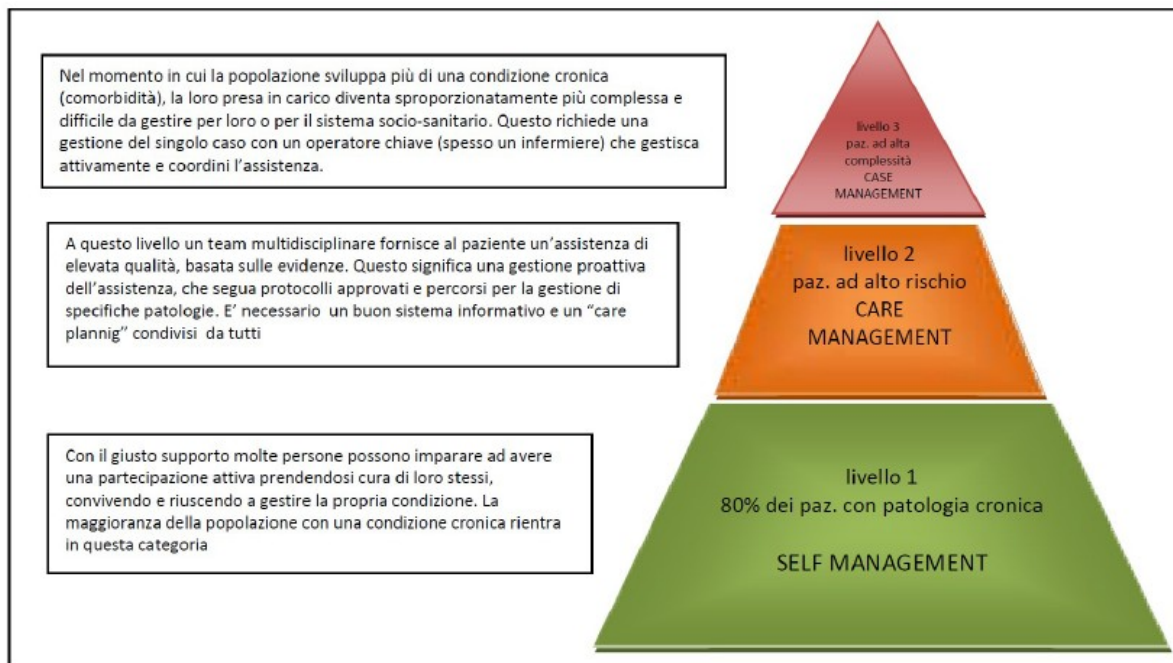 Nel momento in cui la popolazione sviluppa più di una condizione cronica
(comorbidità), la loro presa in carico diventa sproporzionatamente più complessa e
difficile da gestire per loro o per il sistema socio-sanitario. Questo richiede una
gestione del singolo caso con un operatore chiave (spesso un infermiere) che gestisca
attivamente e coordini l'assistenza.
livello 3
paz. ad alta
complessità
CASE
MANAGEMENT
A questo livello un team multidisciplinare fornisce al paziente un'assistenza di
elevata qualità, basata sulle evidenze. Questo significa una gestione proattiva
dell'assistenza, che segua protocolli approvati e percorsi per la gestione di
specifiche patologie. E' necessario un buon sistema informativo e un "care
plannig" condivisi da tutti
livello 2
paz. ad alto rischio
CARE
MANAGEMENT
Con il giusto supporto molte persone possono imparare ad avere
una partecipazione attiva prendendosi cura di loro stessi,
convivendo e riuscendo a gestire la propria condizione. La
maggioranza della popolazione con una condizione cronica rientra
in questa categoria
livello 1
80% dei paz. con patologia cronica
SELF MANAGEMENT